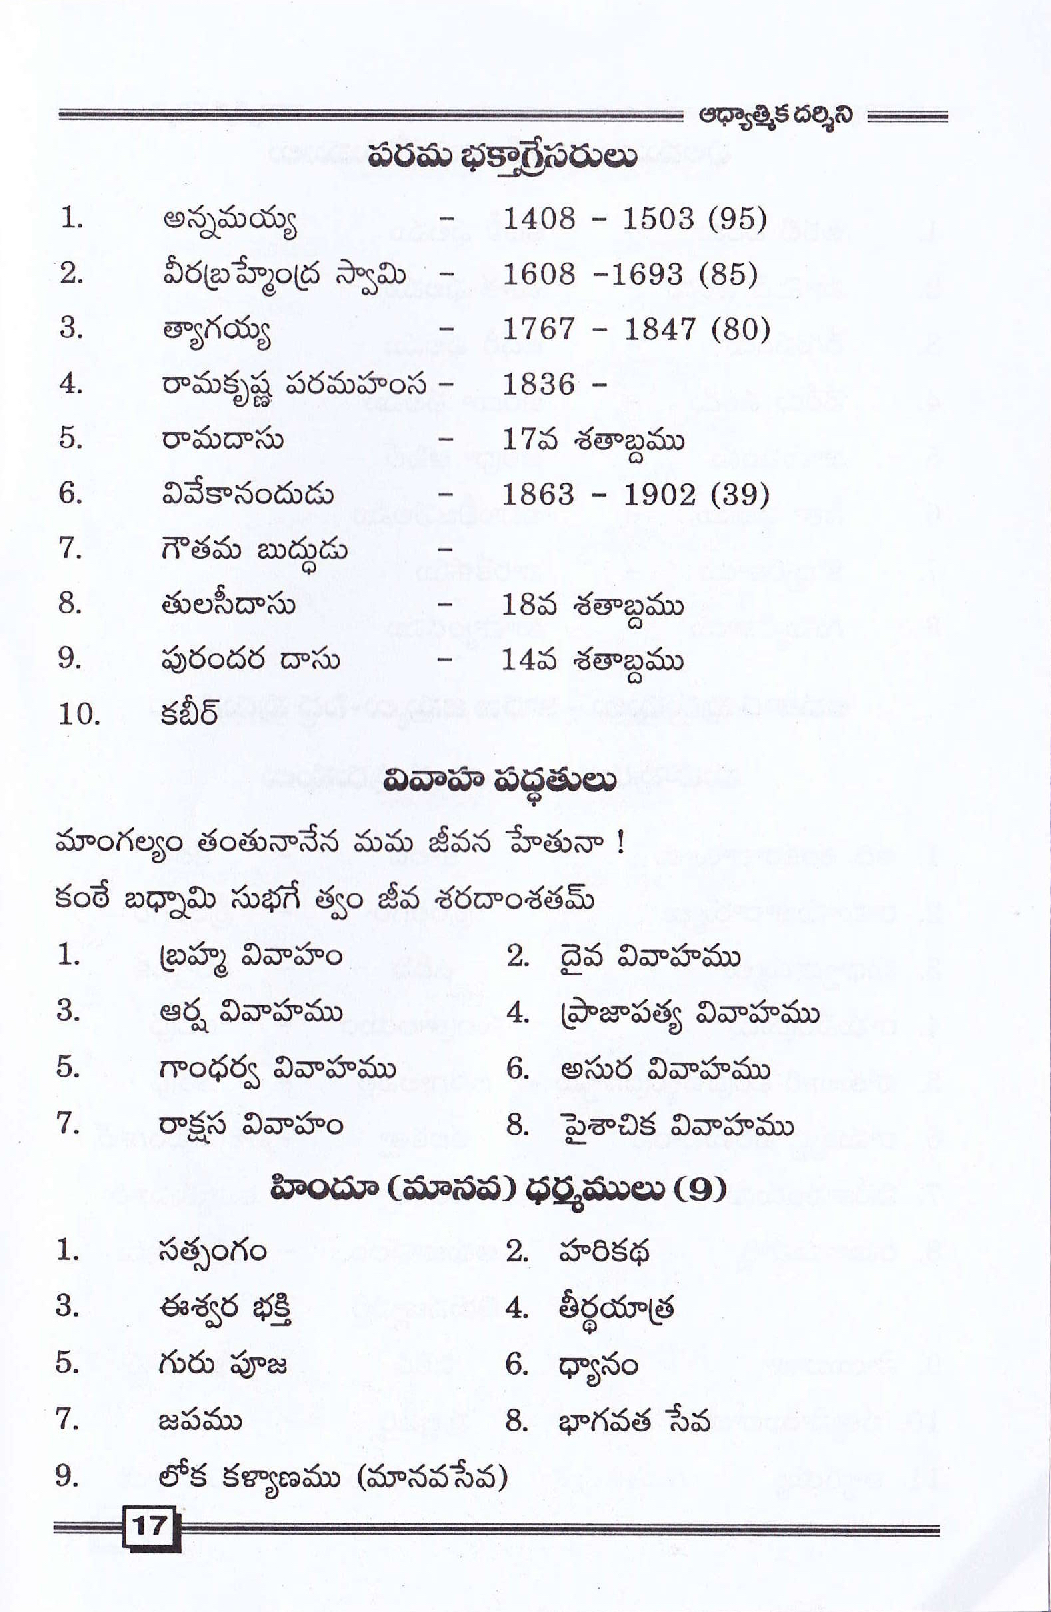 ఆధ్యాత్మిక దర్శిని
పరమ భక్తాగ్రేసరులు
1. అన్నమయ్య - 1408 - 1503 (95)
2. వీరబ్రహ్మేంద్ర స్వామి - 1608 -1693 (85)
3. త్యాగయ్య - 1767 - 1847 (80)
4. రామకృష్ణ పరమహంస - 1836 -
5. రామదాసు - 17వ శతాబ్దము
6. వివేకానందుడు - 1863 - 1902 (39)
7. గౌతమ బుద్ధుడు -
8. తులసీదాసు - 18వ శతాబ్దము
9. పురందర దాసు - 14వ శతాబ్దము
10. కబీర్
వివాహ పద్ధతులు
మాంగల్యం తంతునానేన మమ జీవన హేతునా !
కంఠే బధ్నామి సుభగే త్వం జీవ శరదాంశతమ్
1. బ్రహ్మ వివాహం 2. దైవ వివాహము
3. ఆర్ష వివాహము 4. ప్రాజాపత్య వివాహము
5. గాంధర్వ వివాహము 6. అసుర వివాహము
7. రాక్షస వివాహం 8. పైశాచిక వివాహము
హిందూ (మానవ) ధర్మములు (9)
1. సత్సంగం 2. హరికథ
3. ఈశ్వర భక్తి 4. తీర్థయాత్ర
5. గురు పూజ 6. ధ్యానం
7. జపము 8. భాగవత సేవ
9. లోక కళ్యాణము (మానవసేవ)
17